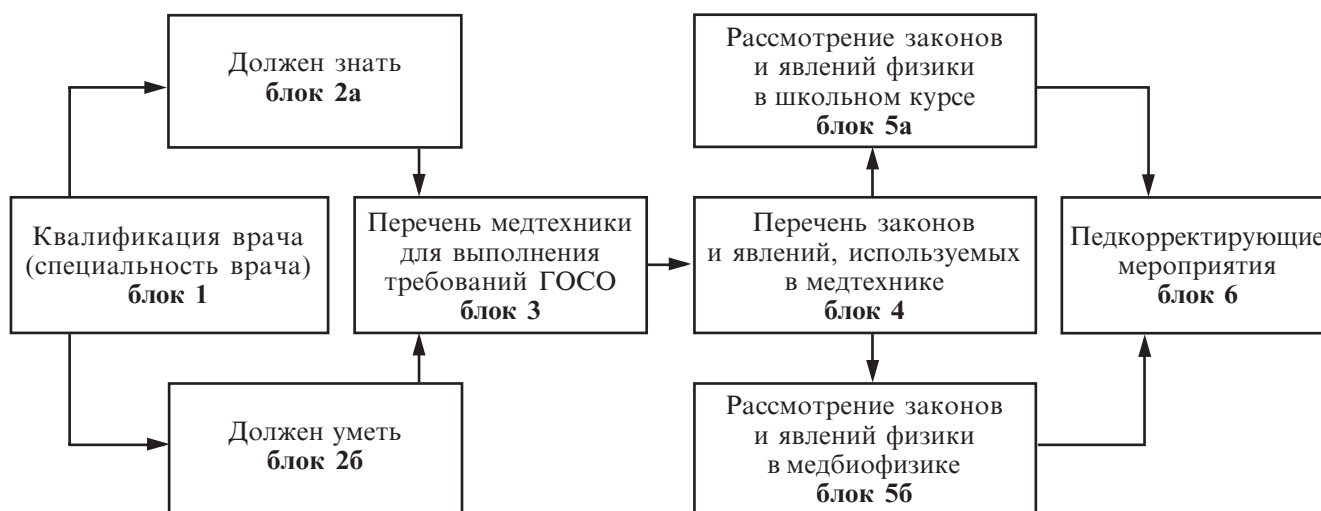 Должен знать
блок 2а
Рассмотрение законов
и явлений физики
в школьном курсе
блок 5а
Квалификация врача
(специальность врача)
блок 1
Перечень медтехники
для выполнения
требований ГОСО
блок 3
Перечень законов
и явлений, используемых
в медтехнике
блок 4
Педкорректирующие
мероприятия
блок 6
Должен уметь
блок 2б
Рассмотрение законов
и явлений физики
в медбиофизике
блок 5б